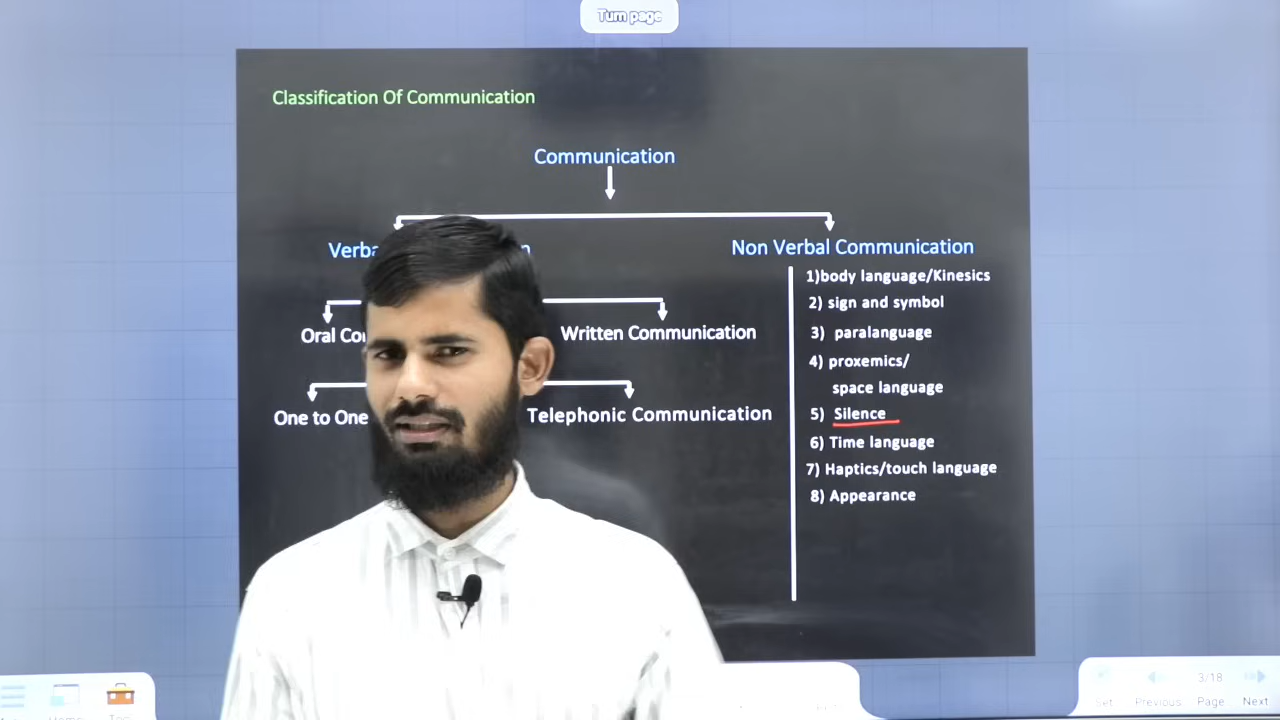 Turn page
Classification Of Communication
Communication
Non Verbal Communication
1)body language/Kinesics
2) sign and symbol
3) paralanguage
4) proxemics/
space language
5) Silence
6) Time language
7) Haptics/touch language
8) Appearance
Oral
Written Communication
One to One
Telephonic Communication
3/18
Set
Previous
Page
Next